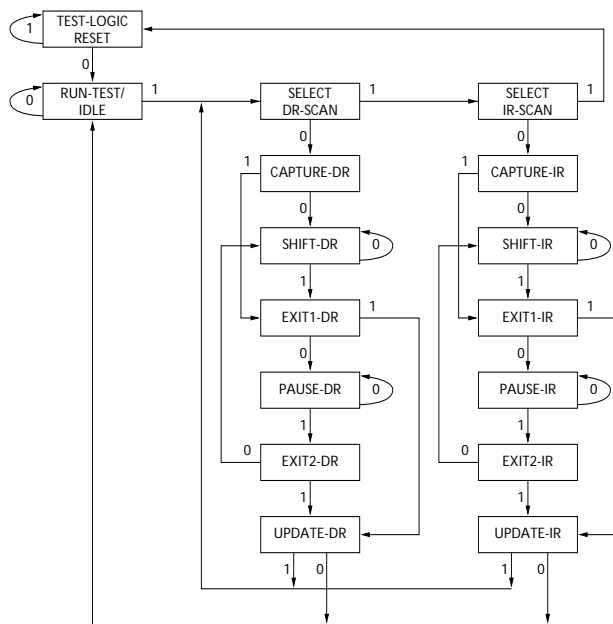 TEST-LOGIC
RESET
1
0
RUN-TEST/
IDLE
0
1
SELECT
DR-SCAN
1
SELECT
IR-SCAN
1
0
0
1
CAPTURE-DR
1
CAPTURE-IR
0
0
SHIFT-DR
0
SHIFT-IR
0
1
1
EXIT1-DR
1
EXIT1-IR
1
0
0
PAUSE-DR
0
PAUSE-IR
0
1
1
0
EXIT2-DR
0
EXIT2-IR
1
1
UPDATE-DR
UPDATE-IR
1
0
1
0